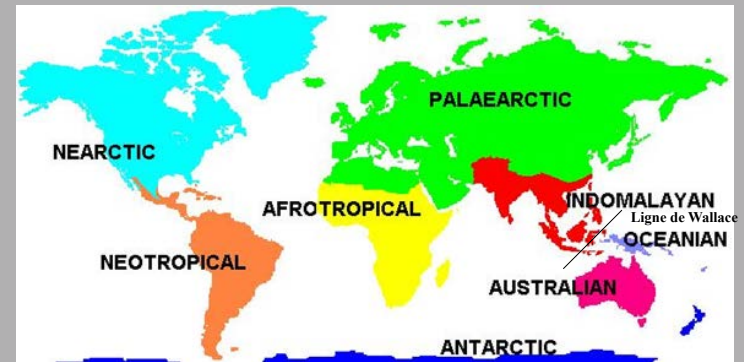 PALAEARCTIC
NEARCTIC
INDOMALAYAN
AFROTROPICAL
Ligne de Wallace
OCEANIAN
NEOTROPICAL
AUSTRALIAN
ANTARCTIC